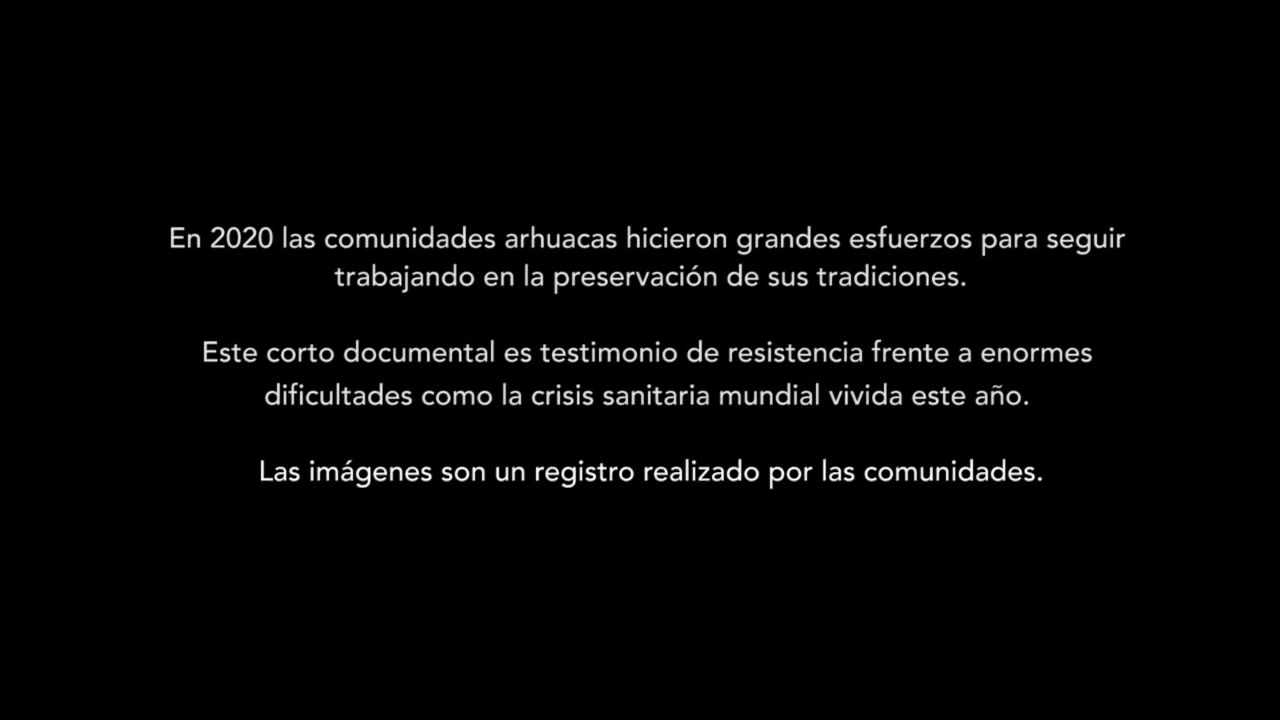 En 2020 las comunidades arhuacas hicieron grandes esfuerzos para seguir
trabajando en la preservación de sus tradiciones.
Este corto documental es testimonio de resistencia frente a enormes
dificultades como la crisis sanitaria mundial vivida este año.
Las imágenes son un registro realizado por las comunidades.